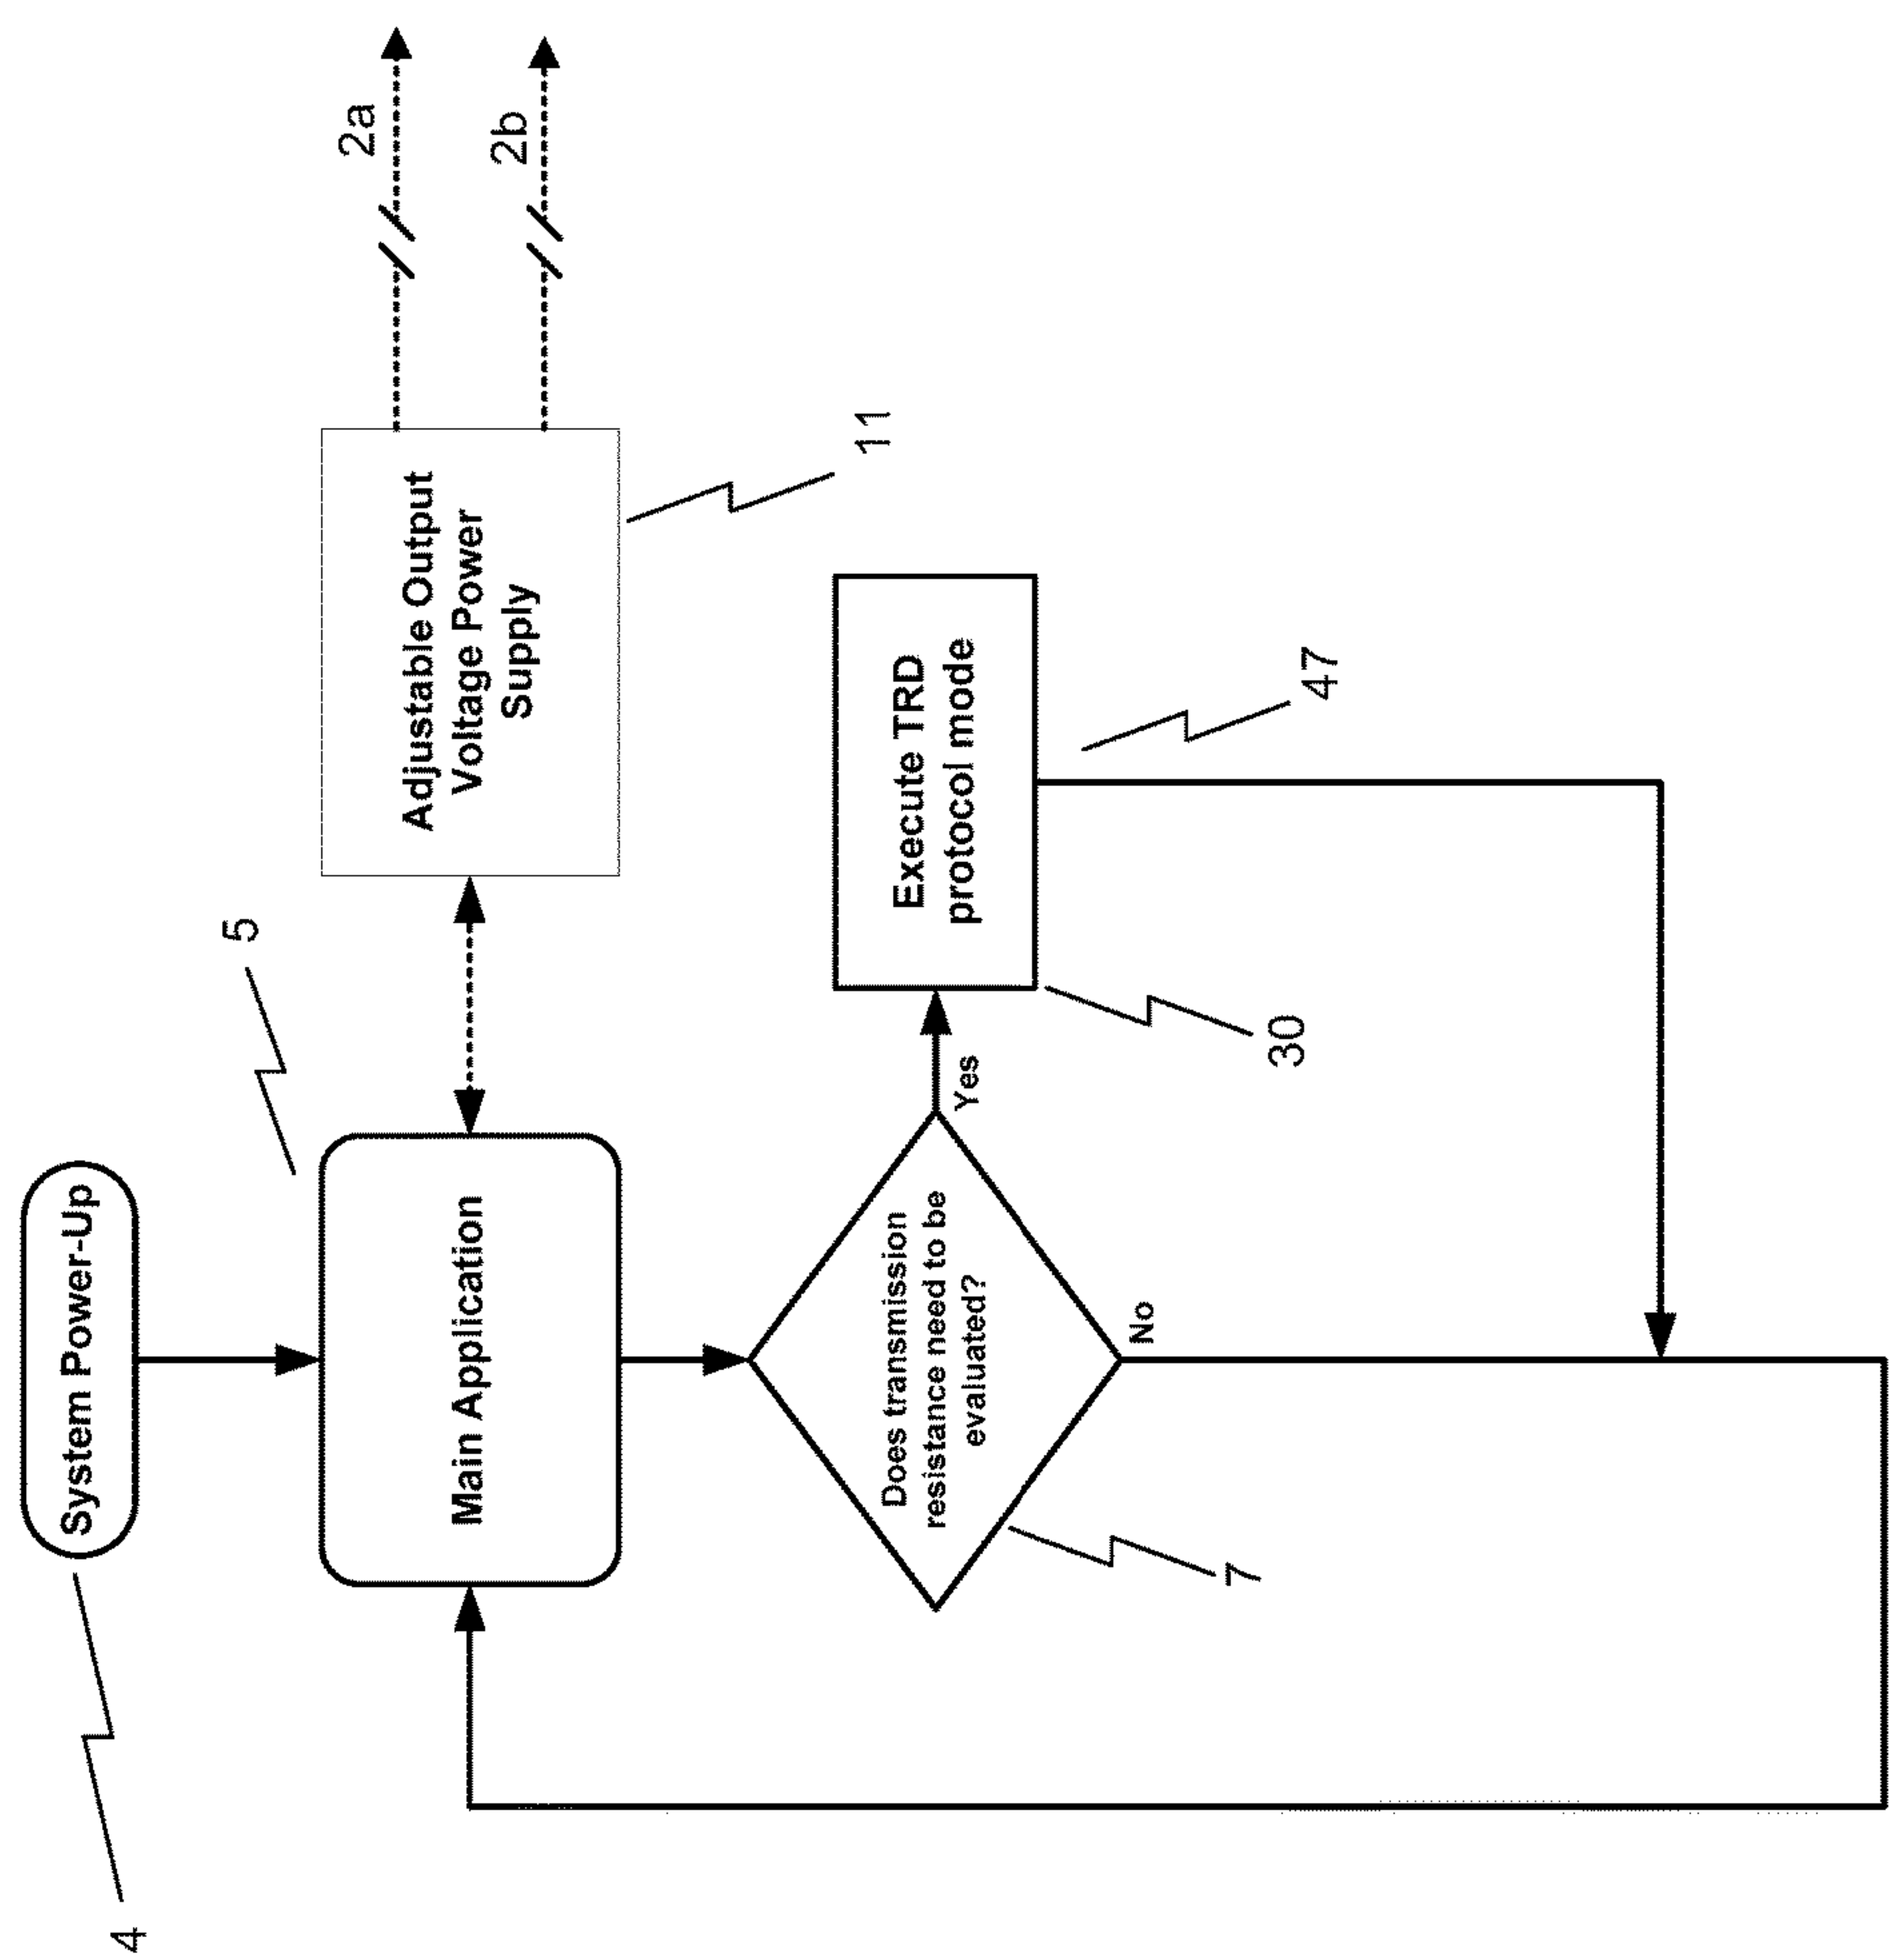 4
System Power-Up
5
Main Application
Adjustable Output
Voltage Power
Supply
2a
2b
11
Does transmission
resistance need to be
evaluated?
Yes
No
7
Execute TRD
protocol mode
30
47